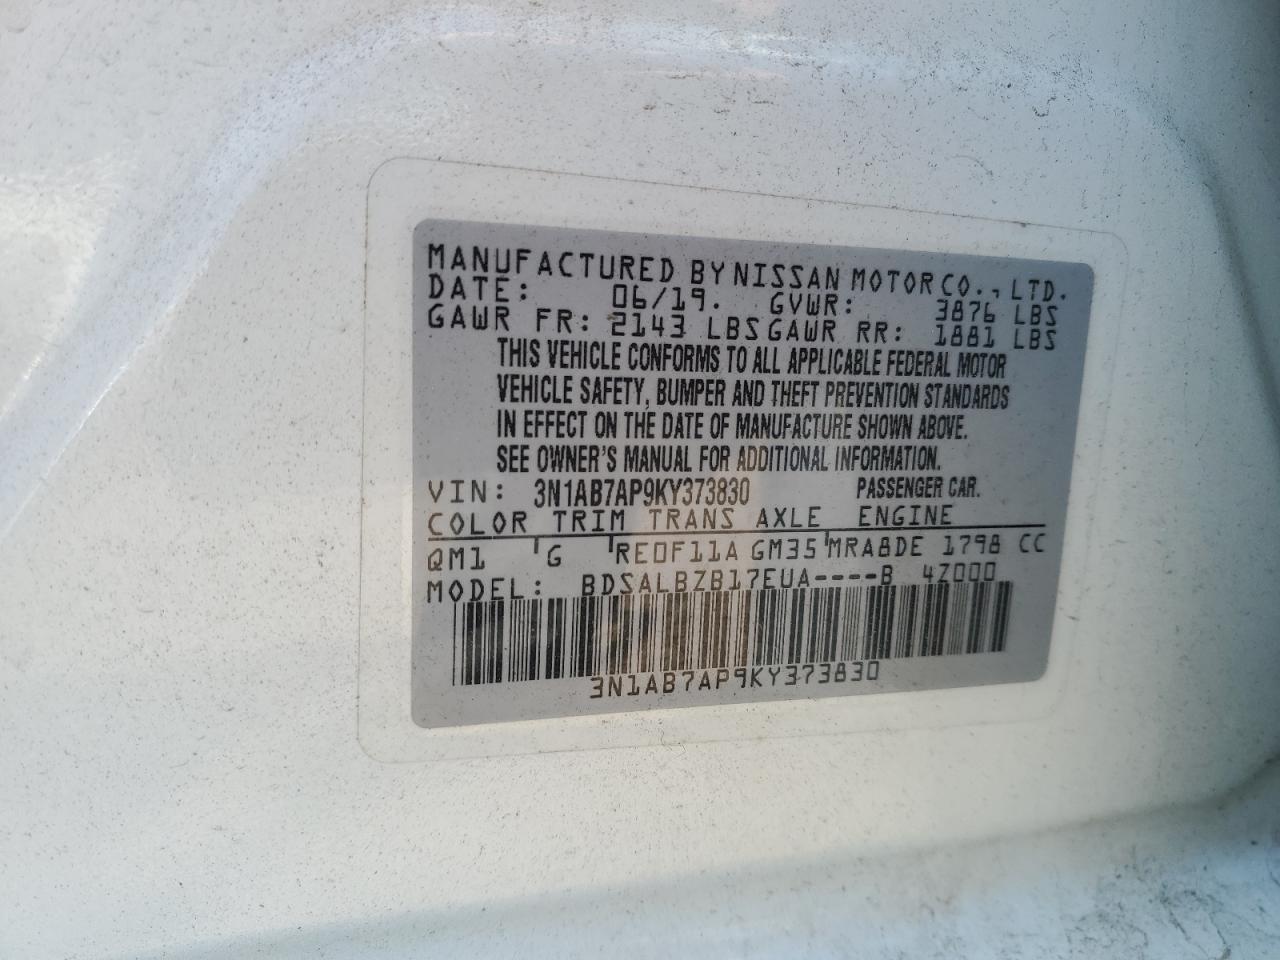 MANUFACTURED BY NISSAN MOTOR CO., LTD.
DATE: 06/19. GVWR: 3876 LBS
GAWR FR: 2143 LBS GAWR RR: 1881 LBS
THIS VEHICLE CONFORMS TO ALL APPLICABLE FEDERAL MOTOR
VEHICLE SAFETY, BUMPER AND THEFT PREVENTION STANDARDS
IN EFFECT ON THE DATE OF MANUFACTURE SHOWN ABOVE.
SEE OWNER'S MANUAL FOR ADDITIONAL INFORMATION.
VIN: 3N1AB7AP9KY373830 PASSENGER CAR.
COLOR TRIM TRANS AXLE ENGINE
QM1 G RE0F11A GM35 MRA8DE 1798 CC
MODEL: BDSALBZB17EUA----B 4Z000
3N1AB7AP9KY373830